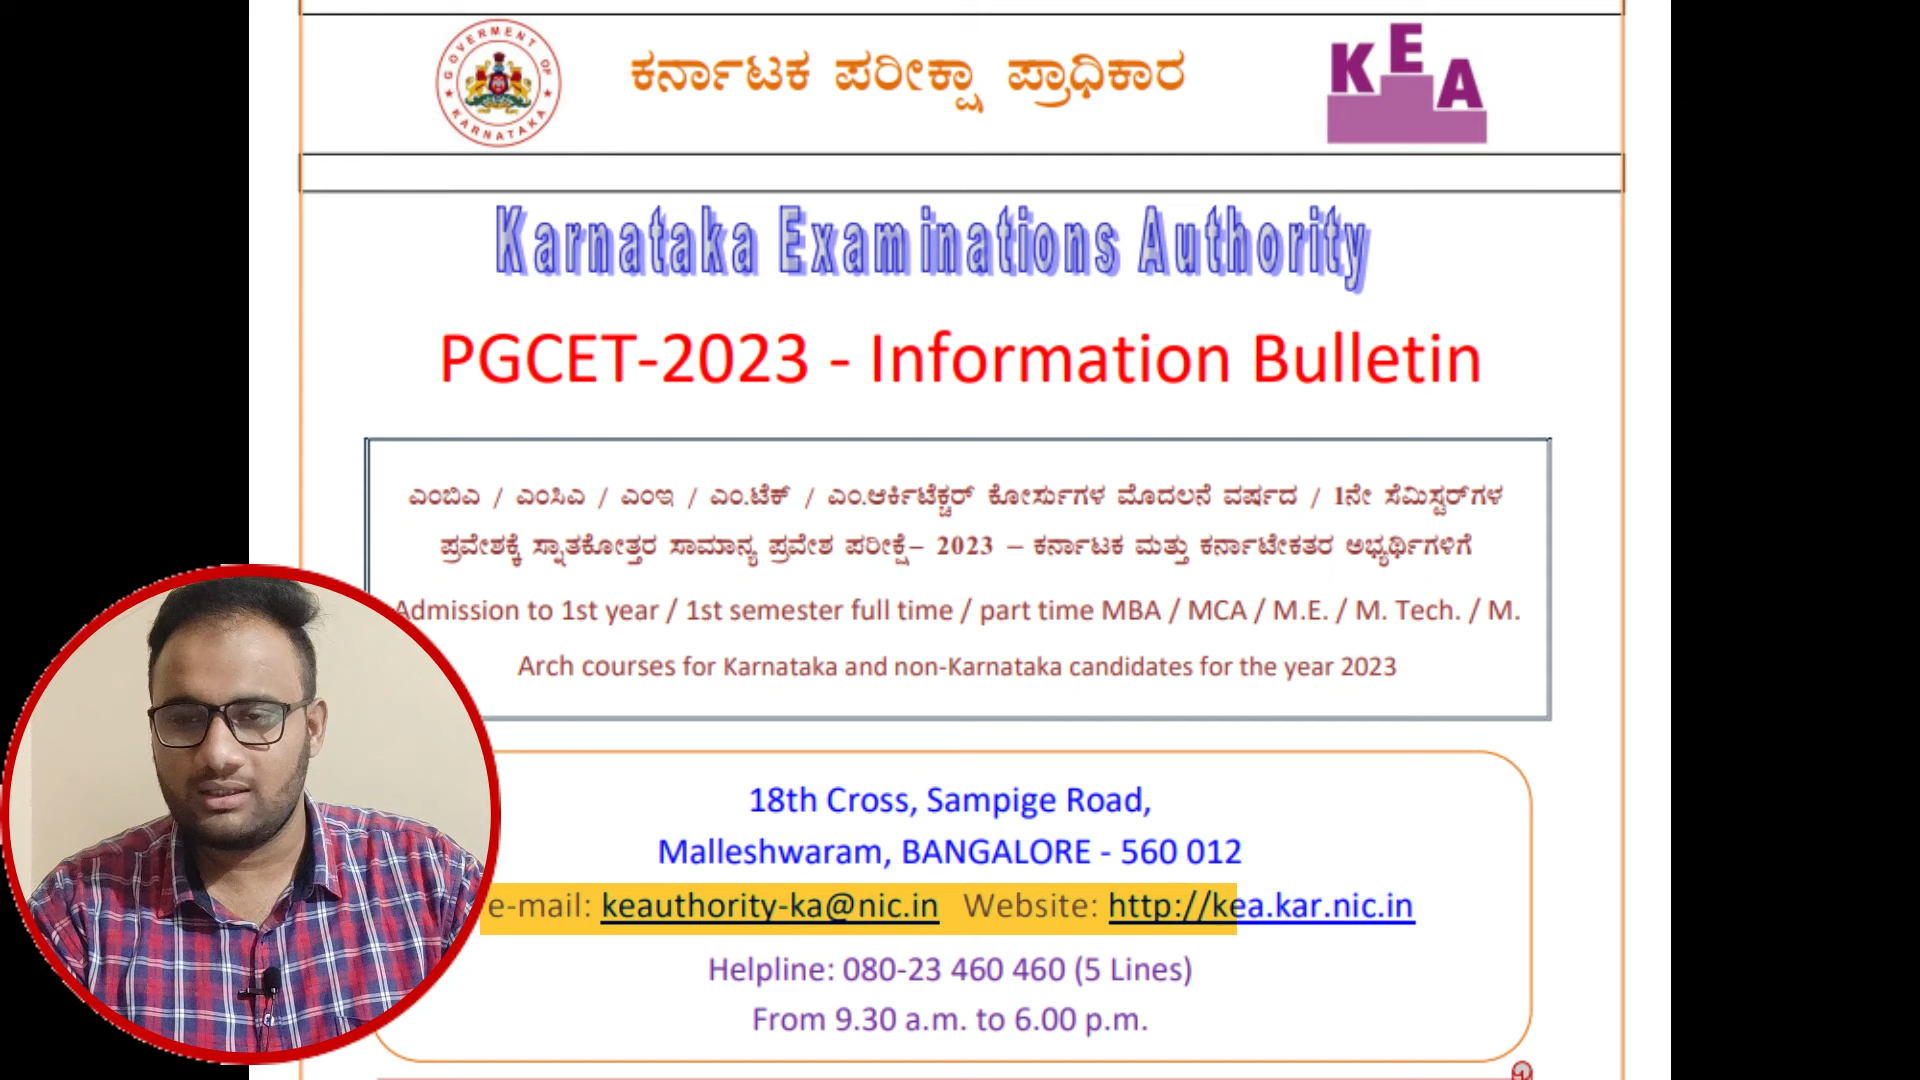 GOVERMENT OF KARNATAKA
ಕರ್ನಾಟಕ ಪರೀಕ್ಷಾ ಪ್ರಾಧಿಕಾರ
KEA
Karnataka Examinations Authority
PGCET-2023 - Information Bulletin
ಎಂಬಿಎ / ಎಂಸಿಎ / ಎಂಇ / ಎಂ.ಟೆಕ್ / ಎಂ.ಆರ್ಕಿಟೆಕ್ಚರ್ ಕೋರ್ಸುಗಳ ಮೊದಲನೆ ವರ್ಷದ / 1ನೇ ಸೆಮಿಸ್ಟರ್‌ಗಳ
ಪ್ರವೇಶಕ್ಕೆ ಸ್ನಾತಕೋತ್ತರ ಸಾಮಾನ್ಯ ಪ್ರವೇಶ ಪರೀಕ್ಷೆ– 2023 – ಕರ್ನಾಟಕ ಮತ್ತು ಕರ್ನಾಟೇಕತರ ಅಭ್ಯರ್ಥಿಗಳಿಗೆ
Admission to 1st year / 1st semester full time / part time MBA / MCA / M.E. / M. Tech. / M.
Arch courses for Karnataka and non-Karnataka candidates for the year 2023
18th Cross, Sampige Road,
Malleshwaram, BANGALORE - 560 012
e-mail: keauthority-ka@nic.in Website: http://kea.kar.nic.in
Helpline: 080-23 460 460 (5 Lines)
From 9.30 a.m. to 6.00 p.m.